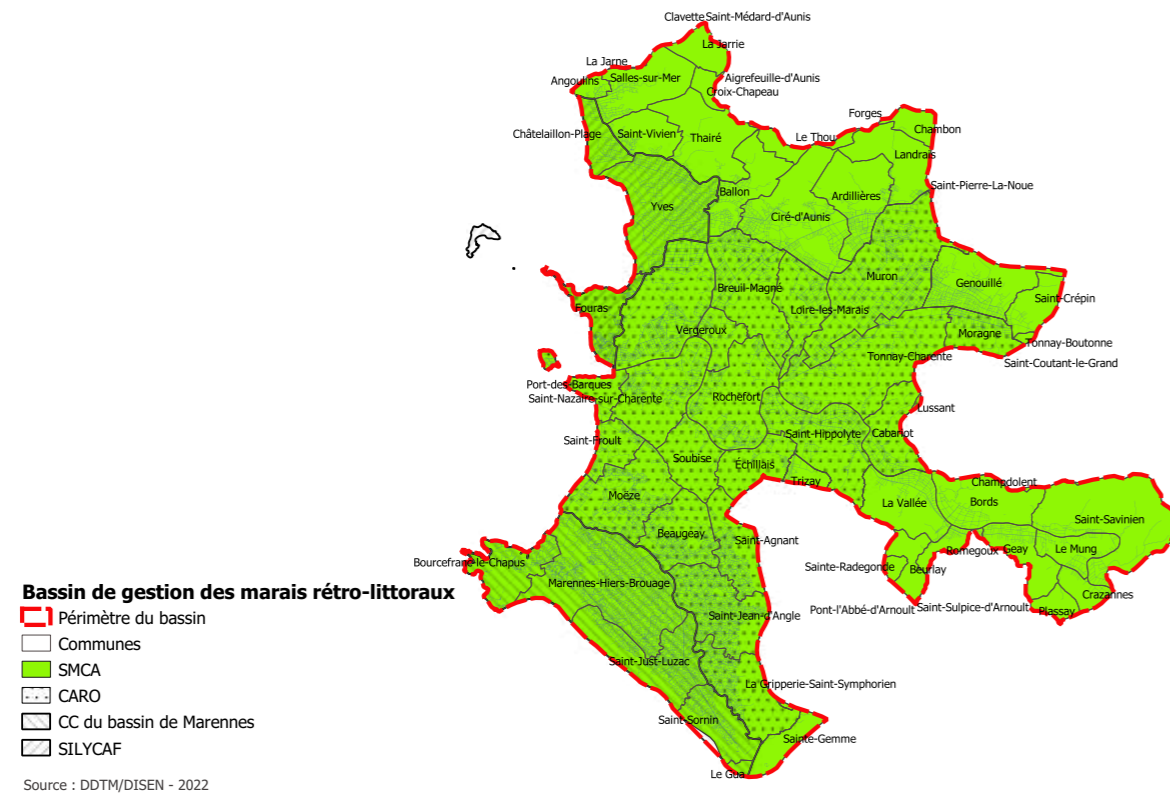 Clavette
Saint-Médard-d'Aunis
La Jarrie
La Jarne
Angoulins
Salles-sur-Mer
Aigrefeuille-d'Aunis
Croix-Chapeau
Châtelaillon-Plage
Saint-Vivien
Thairé
Le Thou
Forges
Chambon
Landrais
Saint-Pierre-La-Noue
Ballon
Ardillières
Yves
Ciré-d'Aunis
Muron
Genouillé
Saint-Crépin
Breuil-Magné
Loire-les-Marais
Fouras
Vergeroux
Moragne
Tonnay-Boutonne
Tonnay-Charente
Saint-Coutant-le-Grand
Port-des-Barques
Saint-Nazaire-sur-Charente
Rochefort
Lussant
Saint-Froult
Saint-Hippolyte
Cabariot
Soubise
Échillais
Trizay
Champdolent
Moëze
La Vallée
Bords
Saint-Savinien
Beaugeay
Saint-Agnant
Romegoux
Geay
Le Mung
Bourcefranc-le-Chapus
Marennes-Hiers-Brouage
Sainte-Radegonde
Beurlay
Crazannes
Pont-l'Abbé-d'Arnoult
Saint-Sulpice-d'Arnoult
Plassay
Saint-Jean-d'Angle
Saint-Just-Luzac
La Gripperie-Saint-Symphorien
Saint-Sornin
Sainte-Gemme
Le Gua
Bassin de gestion des marais rétro-littoraux
Périmètre du bassin
Communes
SMCA
CARO
CC du bassin de Marennes
SILYCAF
Source : DDTM/DISEN - 2022